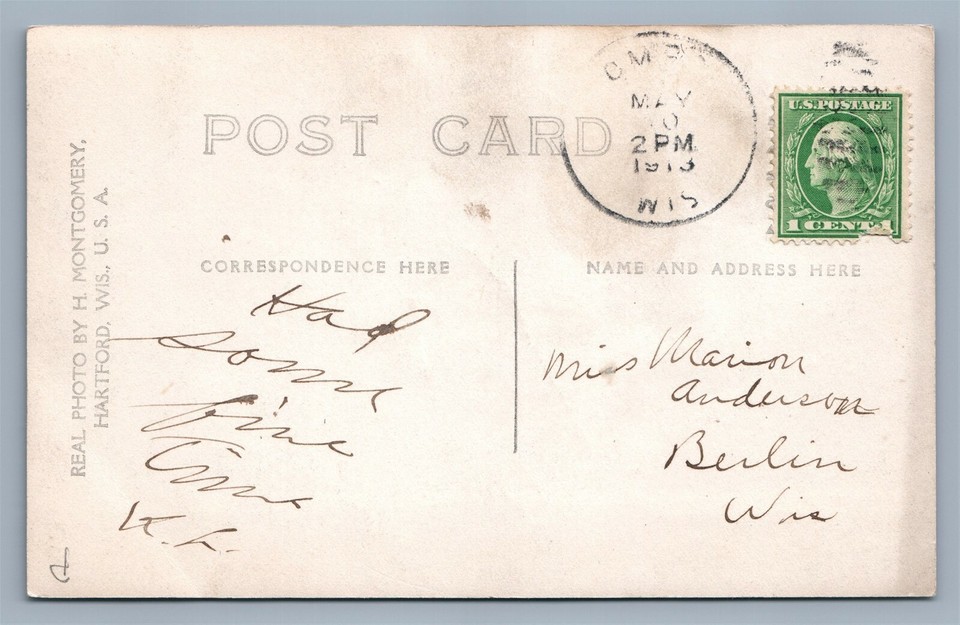 POST CARD
MAY
2 PM
1913
WIS
U.S. POSTAGE
1 CENT 1
REAL PHOTO BY H. MONTGOMERY,
HARTFORD, WIS., U. S. A.
CORRESPONDENCE HERE
Had
some
fine
time
NAME AND ADDRESS HERE
Miss Marion
Anderson
Berlin
Wis